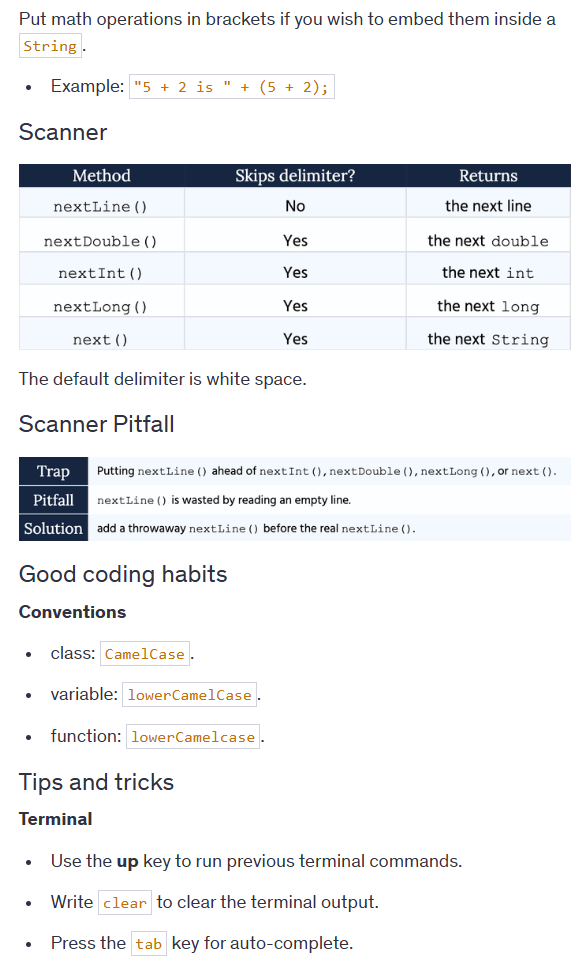 Put math operations in brackets if you wish to embed them inside a
String.
• Example: "5 + 2 is " + (5 + 2);
Scanner
Method Skips delimiter? Returns
nextLine() No the next line
nextDouble() Yes the next double
nextInt() Yes the next int
nextLong() Yes the next long
next() Yes the next String
The default delimiter is white space.
Scanner Pitfall
Trap Putting nextLine() ahead of nextInt(), nextDouble(), nextLong(), or next().
Pitfall nextLine() is wasted by reading an empty line.
Solution add a throwaway nextLine() before the real nextLine().
Good coding habits
Conventions
• class: CamelCase.
• variable: lowerCamelCase.
• function: lowerCamelcase.
Tips and tricks
Terminal
• Use the up key to run previous terminal commands.
• Write clear to clear the terminal output.
• Press the tab key for auto-complete.